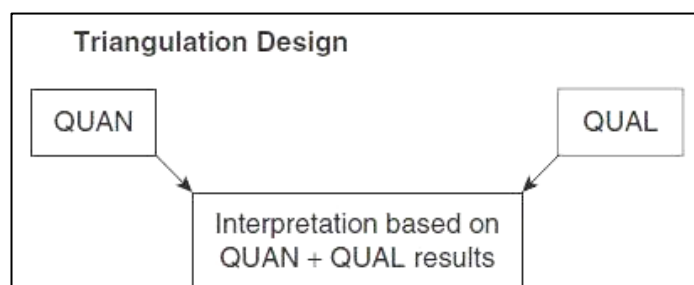 Triangulation Design
QUAN
QUAL
Interpretation based on
QUAN + QUAL results